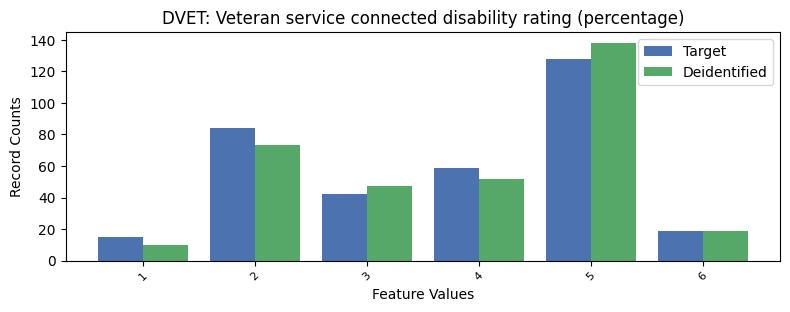 DVET: Veteran service connected disability rating (percentage)
Target
Deidentified
140
120
100
80
60
40
20
0
Record Counts
1 2 3 4 5 6
Feature Values